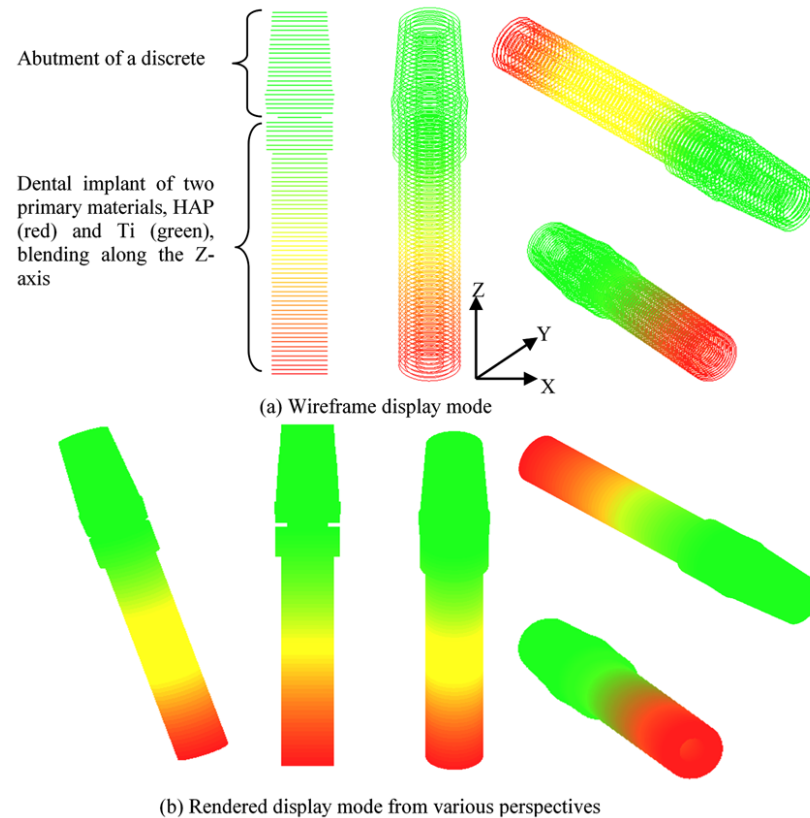 Abutment of a discrete
Dental implant of two
primary materials, HAP
(red) and Ti (green),
blending along the Z-
axis
Z
Y
X
(a) Wireframe display mode
(b) Rendered display mode from various perspectives